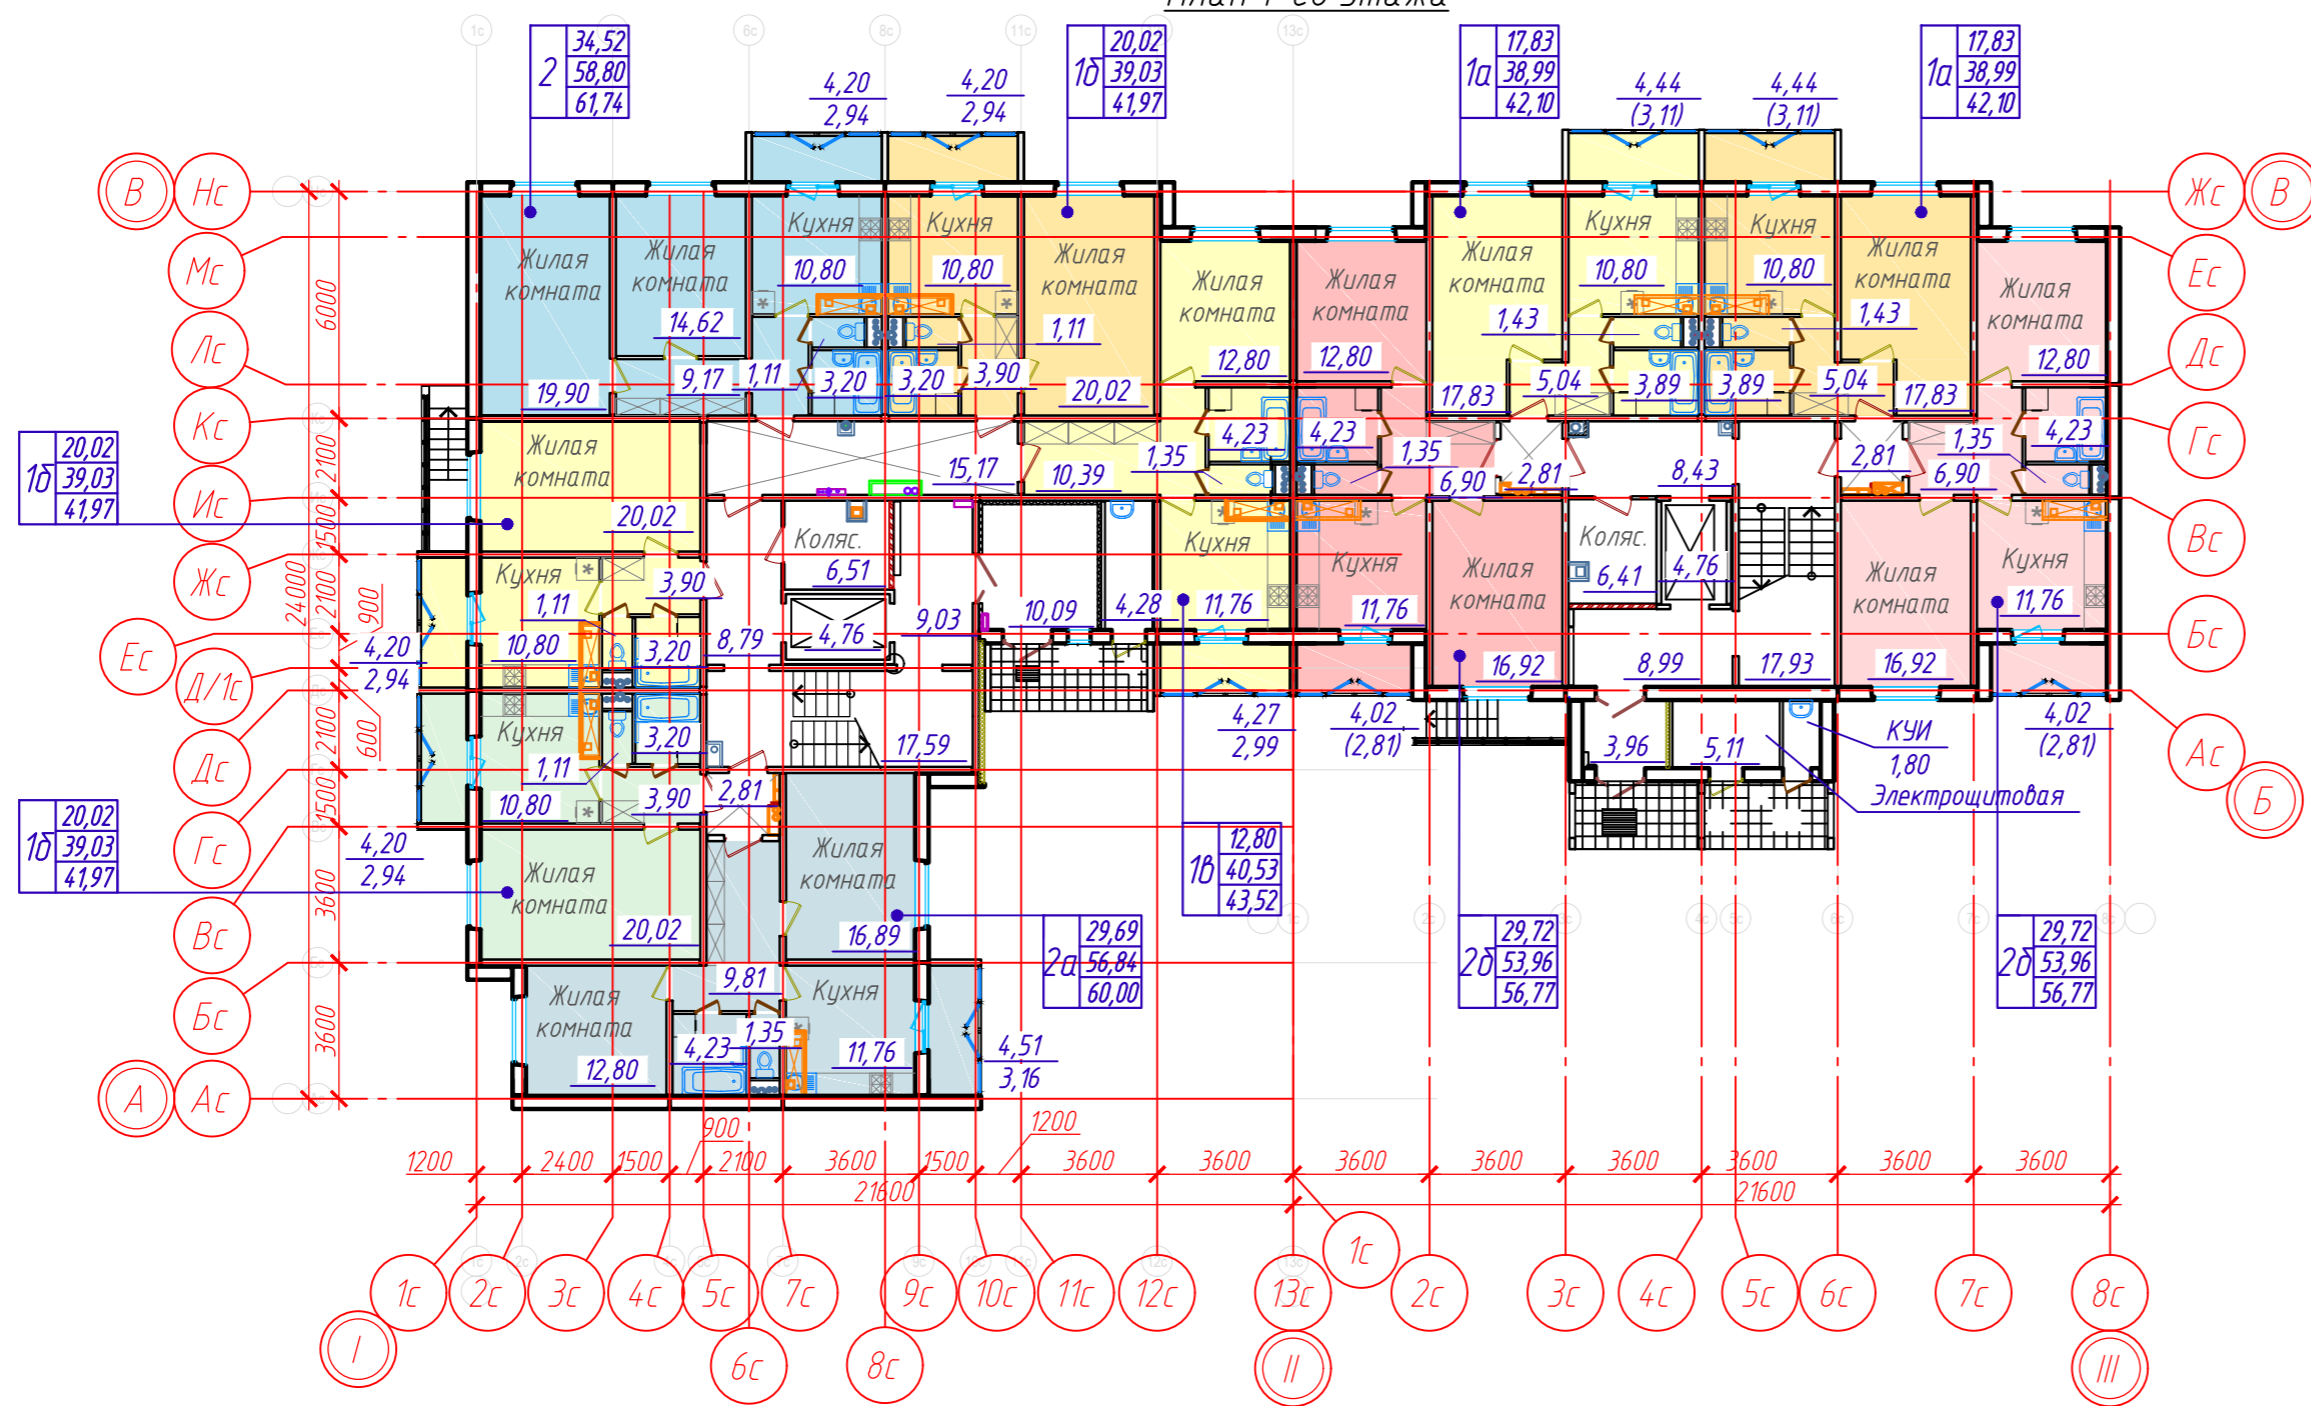 План 1-го этажа
2
34,52
58,80
61,74
1б
20,02
39,03
41,97
1а
17,83
38,99
42,10
1а
17,83
38,99
42,10
4,20
2,94
4,20
2,94
4,44
(3,11)
4,44
(3,11)
В
Нс
Жс
В
Мс
Ес
Лс
Дс
Кс
Гс
Ис
Вс
Жс
Ес
Бс
Д/1с
Дс
Ас
Б
Гс
Вс
Бс
А
Ас
6000
2100
1500
2100
24000
900
600
2100
1500
3600
3600
Жилая
комната
19,90
Жилая
комната
14,62
Кухня
10,80
9,17
1,11
3,20
Кухня
10,80
1,11
3,20
3,90
Жилая
комната
20,02
Жилая
комната
12,80
Жилая
комната
12,80
Жилая
комната
17,83
Кухня
10,80
1,43
5,04
3,89
Кухня
10,80
1,43
3,89
5,04
Жилая
комната
17,83
Жилая
комната
12,80
1б
20,02
39,03
41,97
Жилая
комната
20,02
15,17
10,39
1,35
4,23
4,23
1,35
6,90
2,81
8,43
2,81
6,90
1,35
4,23
Кухня
1,11
3,90
10,80
3,20
4,20
2,94
Коляс.
6,51
4,76
8,79
9,03
10,09
4,28
Кухня
11,76
Кухня
11,76
Жилая
комната
16,92
Коляс.
6,41
4,76
8,99
17,93
Жилая
комната
16,92
Кухня
11,76
Кухня
3,20
1,11
10,80
3,90
4,20
2,94
17,59
2,81
4,27
2,99
4,02
(2,81)
3,96
5,11
КУИ
1,80
Электрощитовая
4,02
(2,81)
1б
20,02
39,03
41,97
Жилая
комната
20,02
Жилая
комната
16,89
9,81
Кухня
11,76
Жилая
комната
12,80
4,23
1,35
4,51
3,16
2а
29,69
56,84
60,00
1в
12,80
40,53
43,52
2б
29,72
53,96
56,77
2б
29,72
53,96
56,77
1200
2400
1500
900
2100
3600
1500
1200
3600
3600
3600
3600
3600
3600
3600
3600
21600
21600
1с
2с
3с
4с
5с
7с
9с
10с
11с
12с
13с
1с
2с
3с
4с
5с
6с
7с
8с
6с
8с
I
II
III